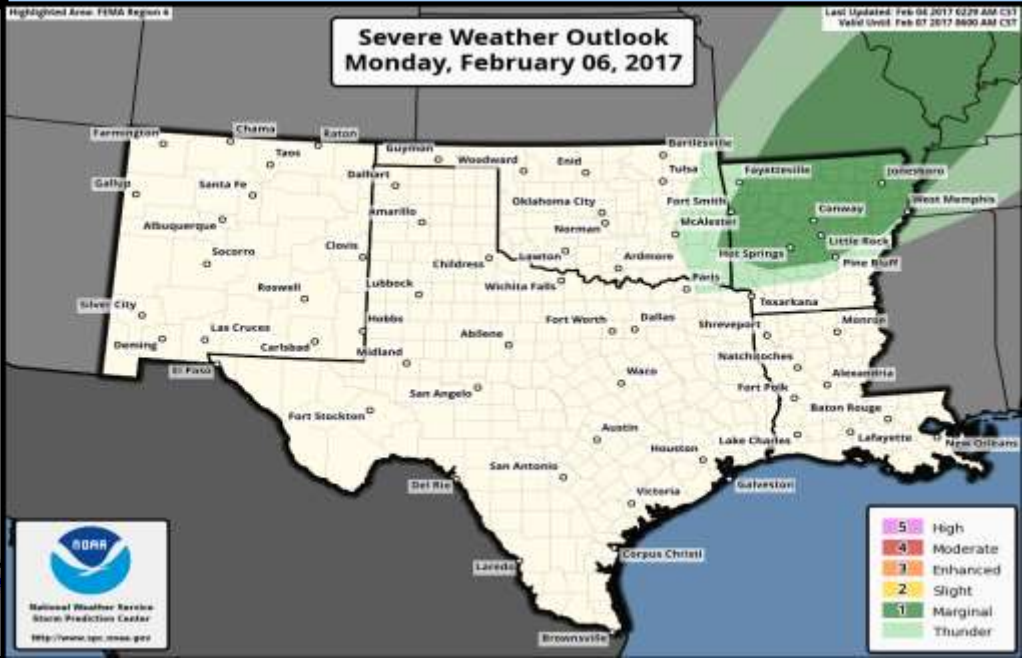 Highlighted Area: FEMA Region 6
Last Updated: Feb 04 2017 0229 AM CST
Valid Until: Feb 07 2017 0600 AM CST
Severe Weather Outlook
Monday, February 06, 2017
Farmington
Chama
Raton
Taos
Guymon
Woodward
Enid
Bartlesville
Tulsa
Fayetteville
Jonesboro
Gallup
Santa Fe
Dalhart
Oklahoma City
Fort Smith
Conway
West Memphis
Albuquerque
Amarillo
Norman
McAlester
Little Rock
Socorro
Clovis
Childress
Lawton
Ardmore
Hot Springs
Pine Bluff
Roswell
Lubbock
Wichita Falls
Paris
Texarkana
Silver City
Las Cruces
Hobbs
Abilene
Fort Worth
Dallas
Shreveport
Monroe
Deming
Carlsbad
Midland
Natchitoches
El Paso
San Angelo
Waco
Fort Polk
Alexandria
Fort Stockton
Austin
Baton Rouge
Houston
Lake Charles
Lafayette
New Orleans
San Antonio
Del Rio
Victoria
Galveston
Corpus Christi
Laredo
Brownsville
NOAA
National Weather Service
Storm Prediction Center
http://www.spc.noaa.gov
5 High
4 Moderate
3 Enhanced
2 Slight
1 Marginal
Thunder